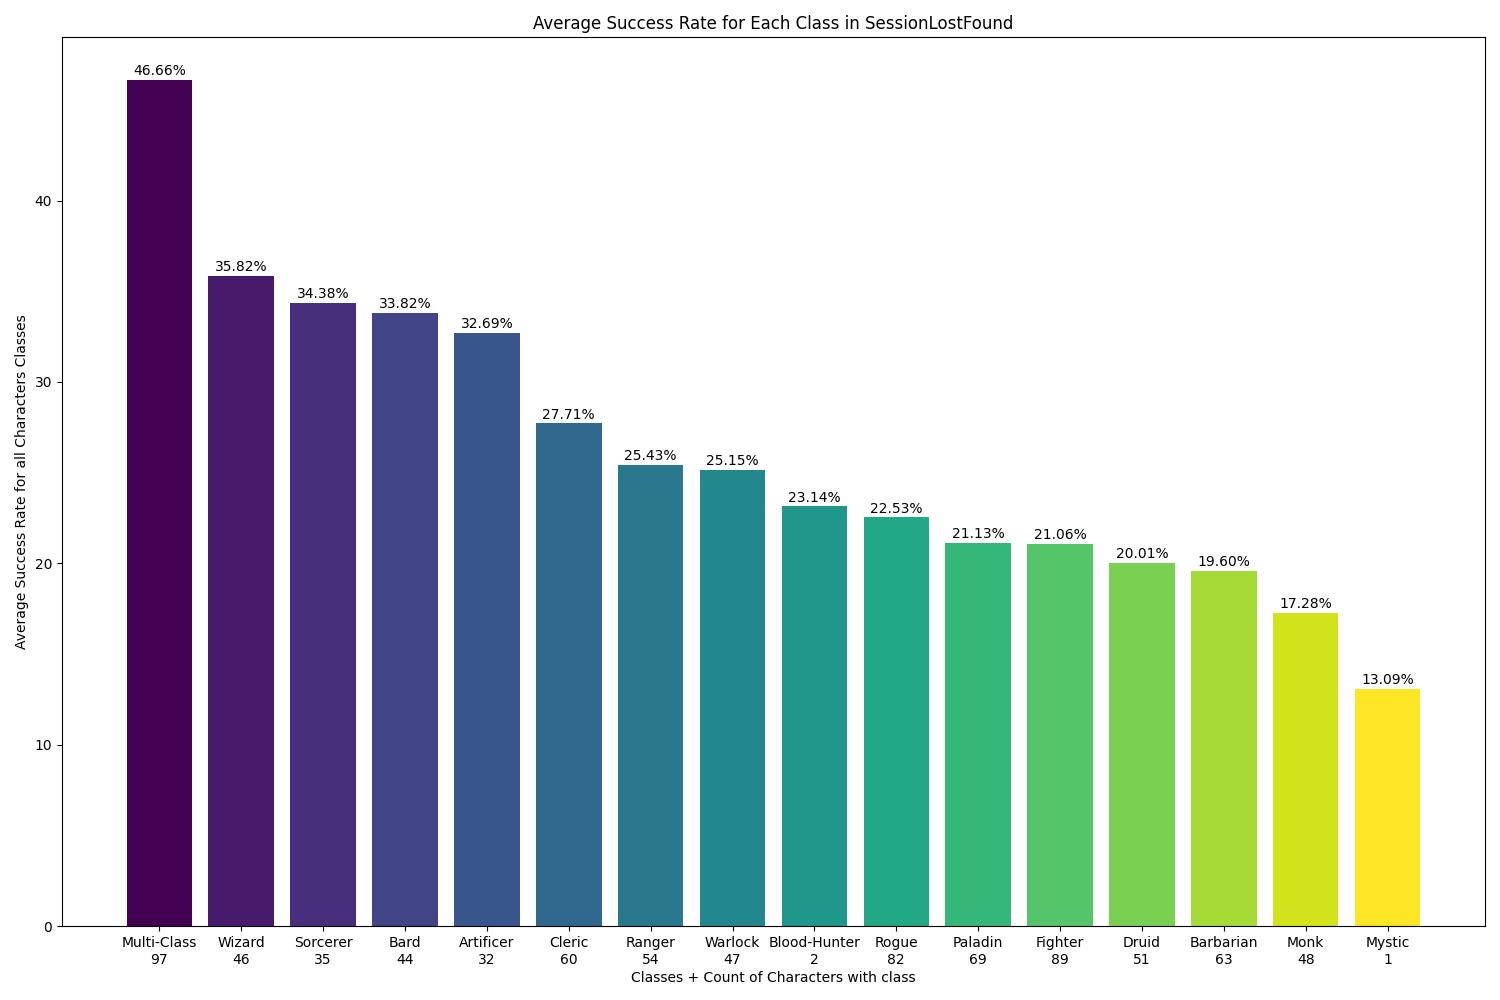 Average Success Rate for Each Class in SessionLostFound
Average Success Rate for all Characters Classes
40
30
20
10
0
46.66%
35.82%
34.38%
33.82%
32.69%
27.71%
25.43%
25.15%
23.14%
22.53%
21.13%
21.06%
20.01%
19.60%
17.28%
13.09%
Multi-Class
97
Wizard
46
Sorcerer
35
Bard
44
Artificer
32
Cleric
60
Ranger
54
Warlock
47
Blood-Hunter
2
Rogue
82
Paladin
69
Fighter
89
Druid
51
Barbarian
63
Monk
48
Mystic
1
Classes + Count of Characters with class